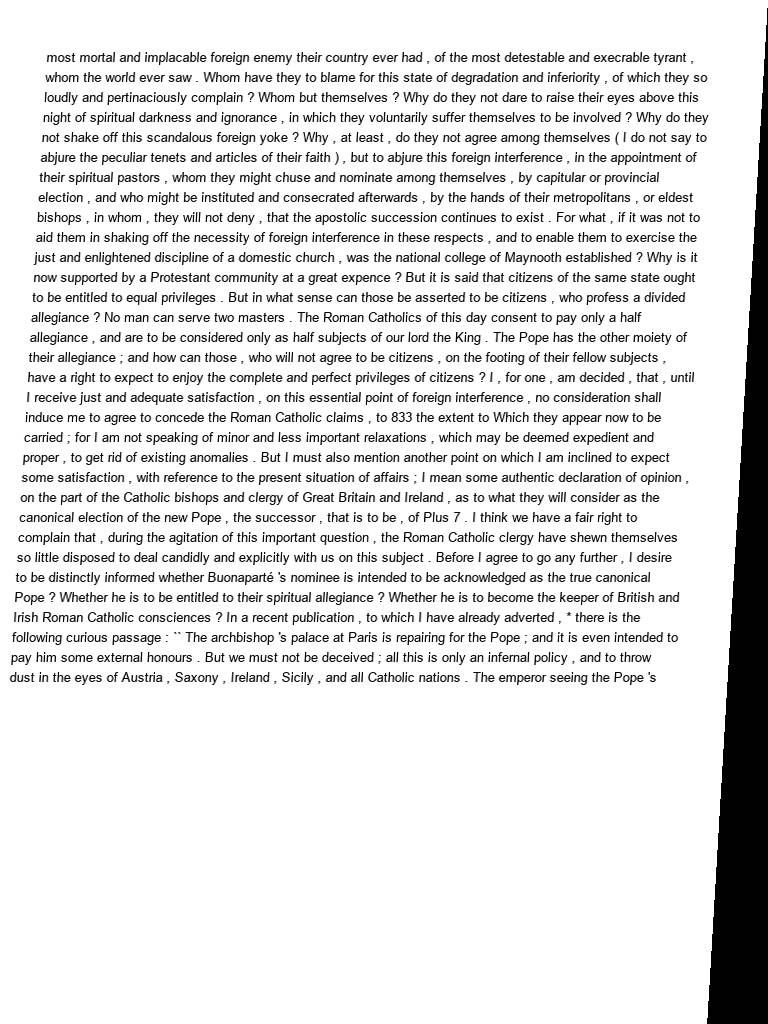 most mortal and implacable foreign enemy their country ever had , of the most detestable and execrable tyrant ,
whom the world ever saw . Whom have they to blame for this state of degradation and inferiority , of which they so
loudly and pertinaciously complain ? Whom but themselves ? Why do they not dare to raise their eyes above this
night of spiritual darkness and ignorance , in which they voluntarily suffer themselves to be involved ? Why do they
not shake off this scandalous foreign yoke ? Why , at least , do they not agree among themselves ( I do not say to
abjure the peculiar tenets and articles of their faith ) , but to abjure this foreign interference , in the appointment of
their spiritual pastors , whom they might chuse and nominate among themselves , by capitular or provincial
election , and who might be instituted and consecrated afterwards , by the hands of their metropolitans , or eldest
bishops , in whom , they will not deny , that the apostolic succession continues to exist . For what , if it was not to
aid them in shaking off the necessity of foreign interference in these respects , and to enable them to exercise the
just and enlightened discipline of a domestic church , was the national college of Maynooth established ? Why is it
now supported by a Protestant community at a great expence ? But it is said that citizens of the same state ought
to be entitled to equal privileges . But in what sense can those be asserted to be citizens , who profess a divided
allegiance ? No man can serve two masters . The Roman Catholics of this day consent to pay only a half
allegiance , and are to be considered only as half subjects of our lord the King . The Pope has the other moiety of
their allegiance ; and how can those , who will not agree to be citizens , on the footing of their fellow subjects ,
have a right to expect to enjoy the complete and perfect privileges of citizens ? I , for one , am decided , that , until
I receive just and adequate satisfaction , on this essential point of foreign interference , no consideration shall
induce me to agree to concede the Roman Catholic claims , to 833 the extent to Which they appear now to be
carried ; for I am not speaking of minor and less important relaxations , which may be deemed expedient and
proper , to get rid of existing anomalies . But I must also mention another point on which I am inclined to expect
some satisfaction , with reference to the present situation of affairs ; I mean some authentic declaration of opinion ,
on the part of the Catholic bishops and clergy of Great Britain and Ireland , as to what they will consider as the
canonical election of the new Pope , the successor , that is to be , of Plus 7 . I think we have a fair right to
complain that , during the agitation of this important question , the Roman Catholic clergy have shewn themselves
so little disposed to deal candidly and explicitly with us on this subject . Before I agree to go any further , I desire
to be distinctly informed whether Buonaparté 's nominee is intended to be acknowledged as the true canonical
Pope ? Whether he is to be entitled to their spiritual allegiance ? Whether he is to become the keeper of British and
Irish Roman Catholic consciences ? In a recent publication , to which I have already adverted , * there is the
following curious passage : `` The archbishop 's palace at Paris is repairing for the Pope ; and it is even intended to
pay him some external honours . But we must not be deceived ; all this is only an infernal policy , and to throw
dust in the eyes of Austria , Saxony , Ireland , Sicily , and all Catholic nations . The emperor seeing the Pope 's